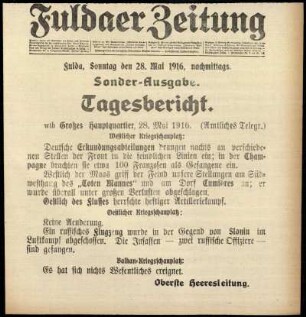 Fuldaer Zeitung
Fulda, Sonntag den 28. Mai 1916, nachmittags.
Sonder-Ausgabe.
Tagesbericht.
wtb Großes Hauptquartier, 28. Mai 1916. (Amtliches Telegr.)
Westlicher Kriegsschauplatz:
Deutsche Erkundungsabteilungen drangen nachts an verschiede-
nen Stellen der Front in die feindlichen Linien ein; in der Cham-
pagne brachten sie etwa 100 Franzosen als Gefangene ein.
Westlich der Maas griff der Feind unsere Stellungen am Süd-
westhang des „Toten Mannes“ und am Dorf Cumières an; er
wurde überall unter großen Verlusten abgeschlagen.
Oestlich des Flusses herrschte heftiger Artilleriekampf.
Oestlicher Kriegsschauplatz:
Keine Aenderung.
Ein russisches Flugzeug wurde in der Gegend von Slonim im
Luftkampf abgeschossen. Die Insassen — zwei russische Offiziere —
sind gefangen.
Balkan-Kriegsschauplatz:
Es hat sich nichts Wesentliches ereignet.
Oberste Heeresleitung.